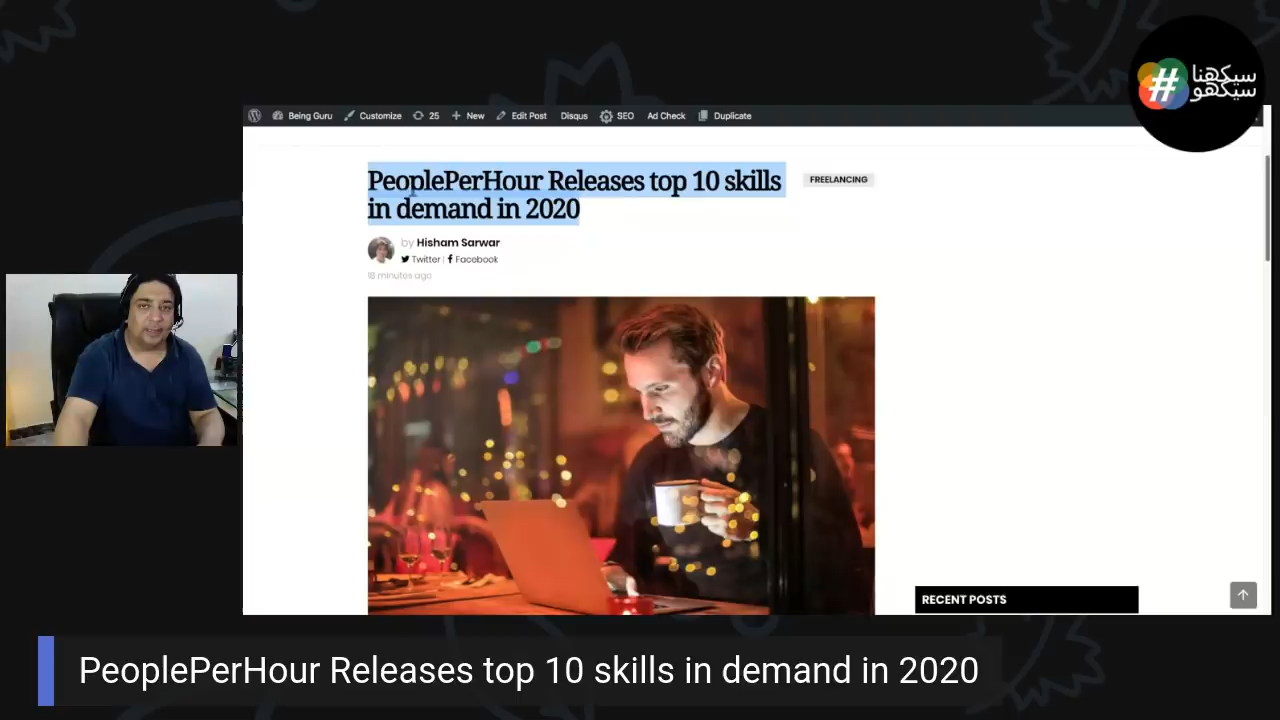 #
سیکھنا
سیکھو
Being Guru
Customize
25
New
Edit Post
Disqus
SEO
Ad Check
Duplicate
PeoplePerHour Releases top 10 skills
in demand in 2020
FREELANCING
by Hisham Sarwar
Twitter | Facebook
18 minutes ago
RECENT POSTS
PeoplePerHour Releases top 10 skills in demand in 2020